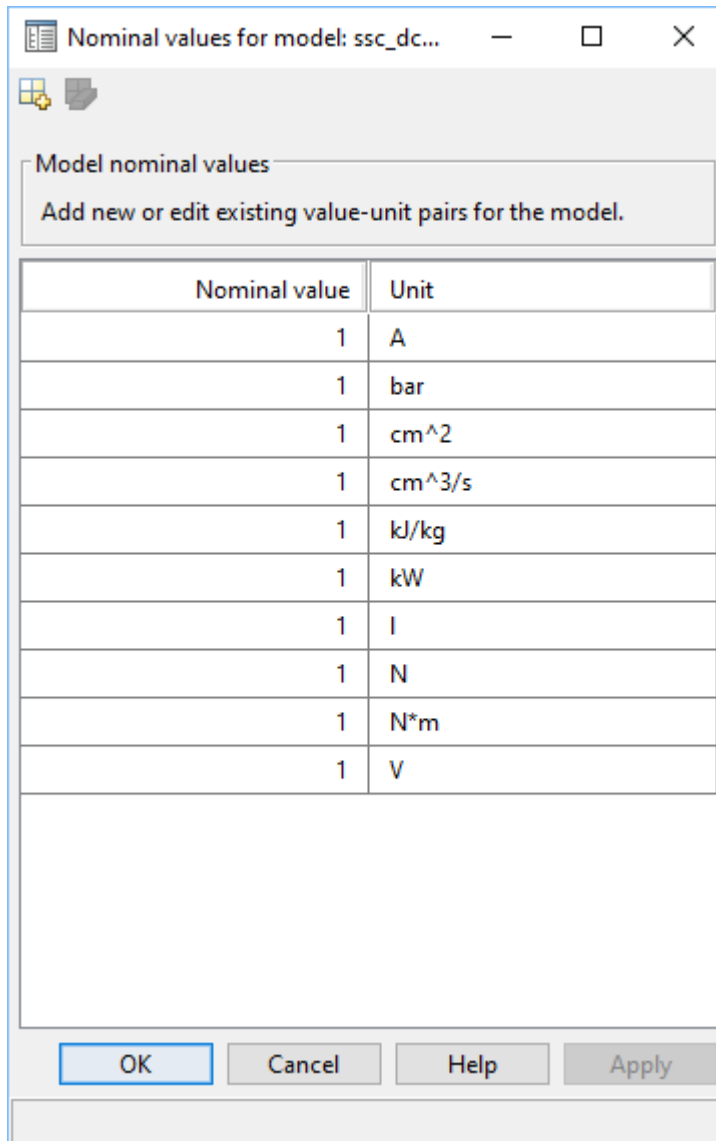 Nominal values for model: ssc_dc...
Model nominal values
Add new or edit existing value-unit pairs for the model.
Nominal value Unit
1 A
1 bar
1 cm^2
1 cm^3/s
1 kJ/kg
1 kW
1 l
1 N
1 N*m
1 V
OK Cancel Help Apply